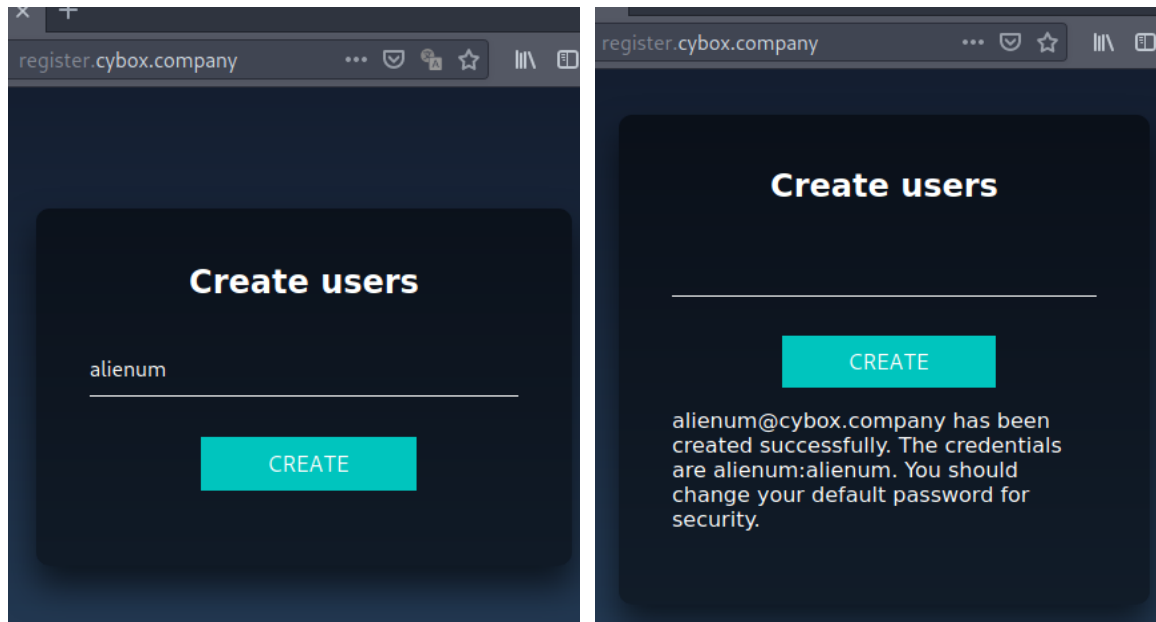 register.cybox.company
Create users
alienum
CREATE
register.cybox.company
Create users
CREATE
alienum@cybox.company has been
created successfully. The credentials
are alienum:alienum. You should
change your default password for
security.